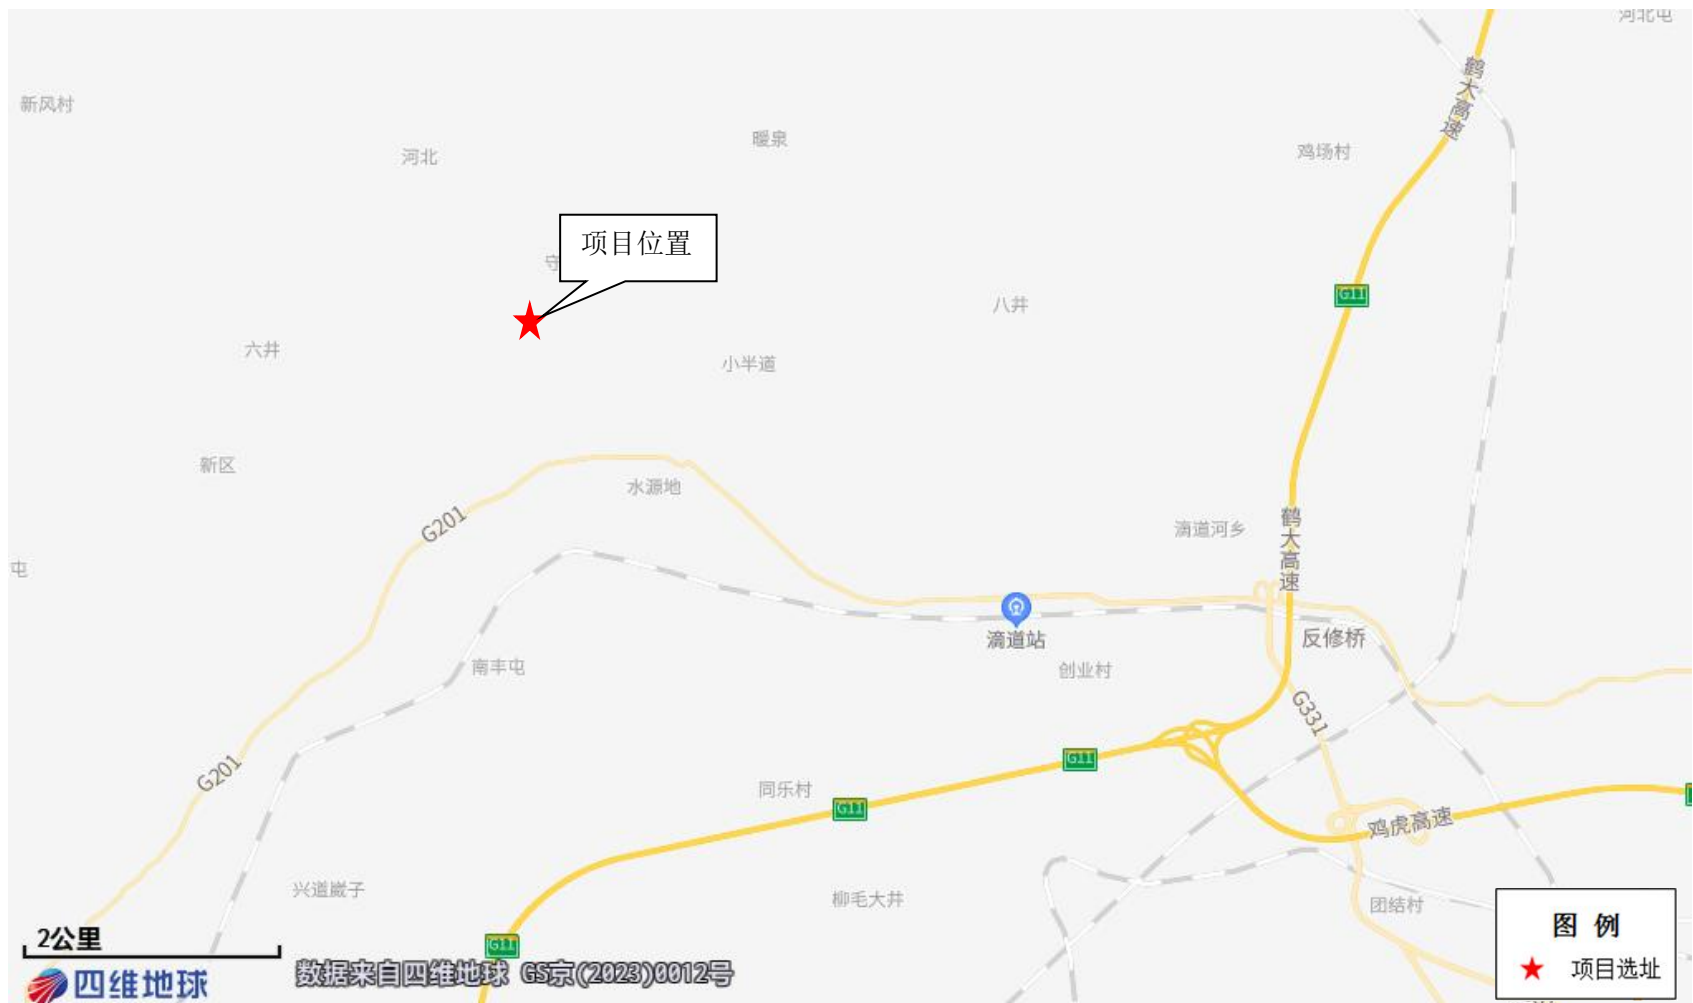 河北屯
鹤大高速
新风村
河北
暖泉
鸡场村
项目位置
守
G11
八井
六井
小半道
新区
水源地
G201
滴道河乡
鹤大高速
屯
滴道站
反修桥
南丰屯
创业村
G331
G201
G11
同乐村
G11
鸡虎高速
兴道崴子
柳毛大井
团结村
图 例
2公里
G11
项目选址
四维地球
数据来自四维地球 GS京(2023)0012号